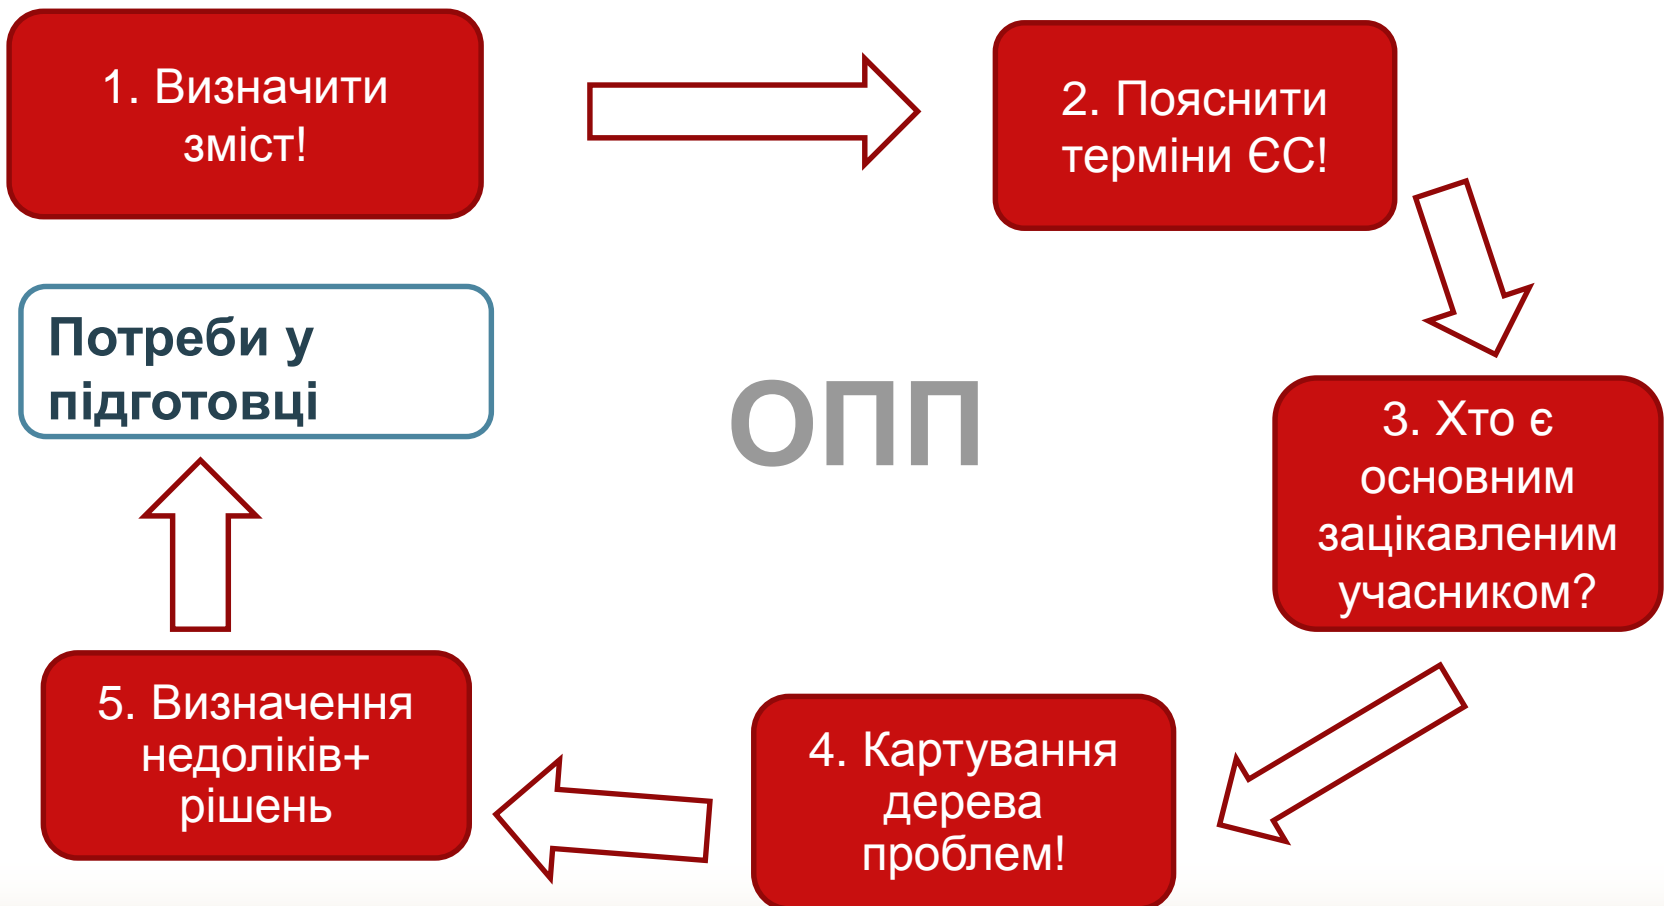 1. Визначити
зміст!
2. Пояснити
терміни ЄС!
3. Хто є
основним
зацікавленим
учасником?
4. Картування
дерева
проблем!
5. Визначення
недоліків+
рішень
Потреби у
підготовці
ОПП